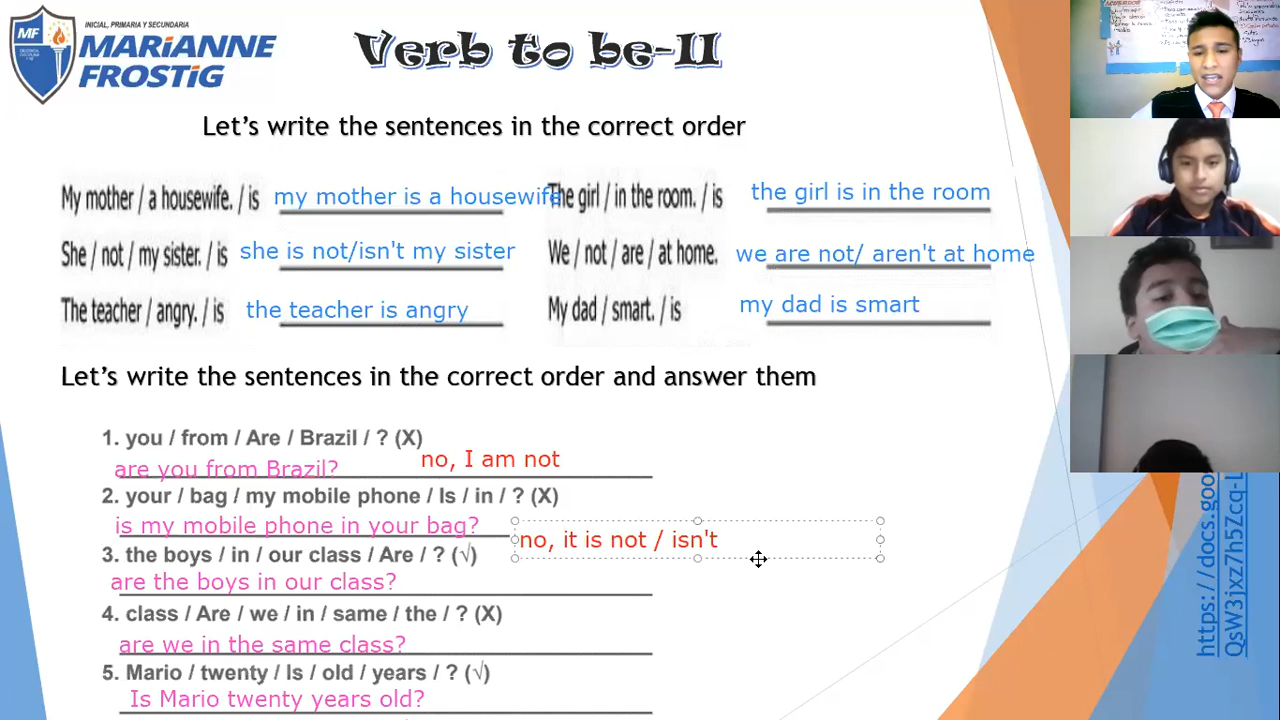 INICIAL, PRIMARIA Y SECUNDARIA
MF
MARiANNE
FROSTiG
Verb to be-II
Let's write the sentences in the correct order
My mother / a housewife. / is my mother is a housewife
The girl / in the room. / is the girl is in the room
She / not / my sister. / is she is not/isn't my sister
We / not / are / at home. we are not/ aren't at home
The teacher / angry. / is the teacher is angry
My dad / smart. / is my dad is smart
Let's write the sentences in the correct order and answer them
1. you / from / Are / Brazil / ? (X)
are you from Brazil? no, I am not
2. your / bag / my mobile phone / Is / in / ? (X)
is my mobile phone in your bag? no, it is not / isn't
3. the boys / in / our class / Are / ? (√)
are the boys in our class?
4. class / Are / we / in / same / the / ? (X)
are we in the same class?
5. Mario / twenty / Is / old / years / ? (√)
Is Mario twenty years old?
https://docs.goo
QsW3jxz7h5Zcq-L